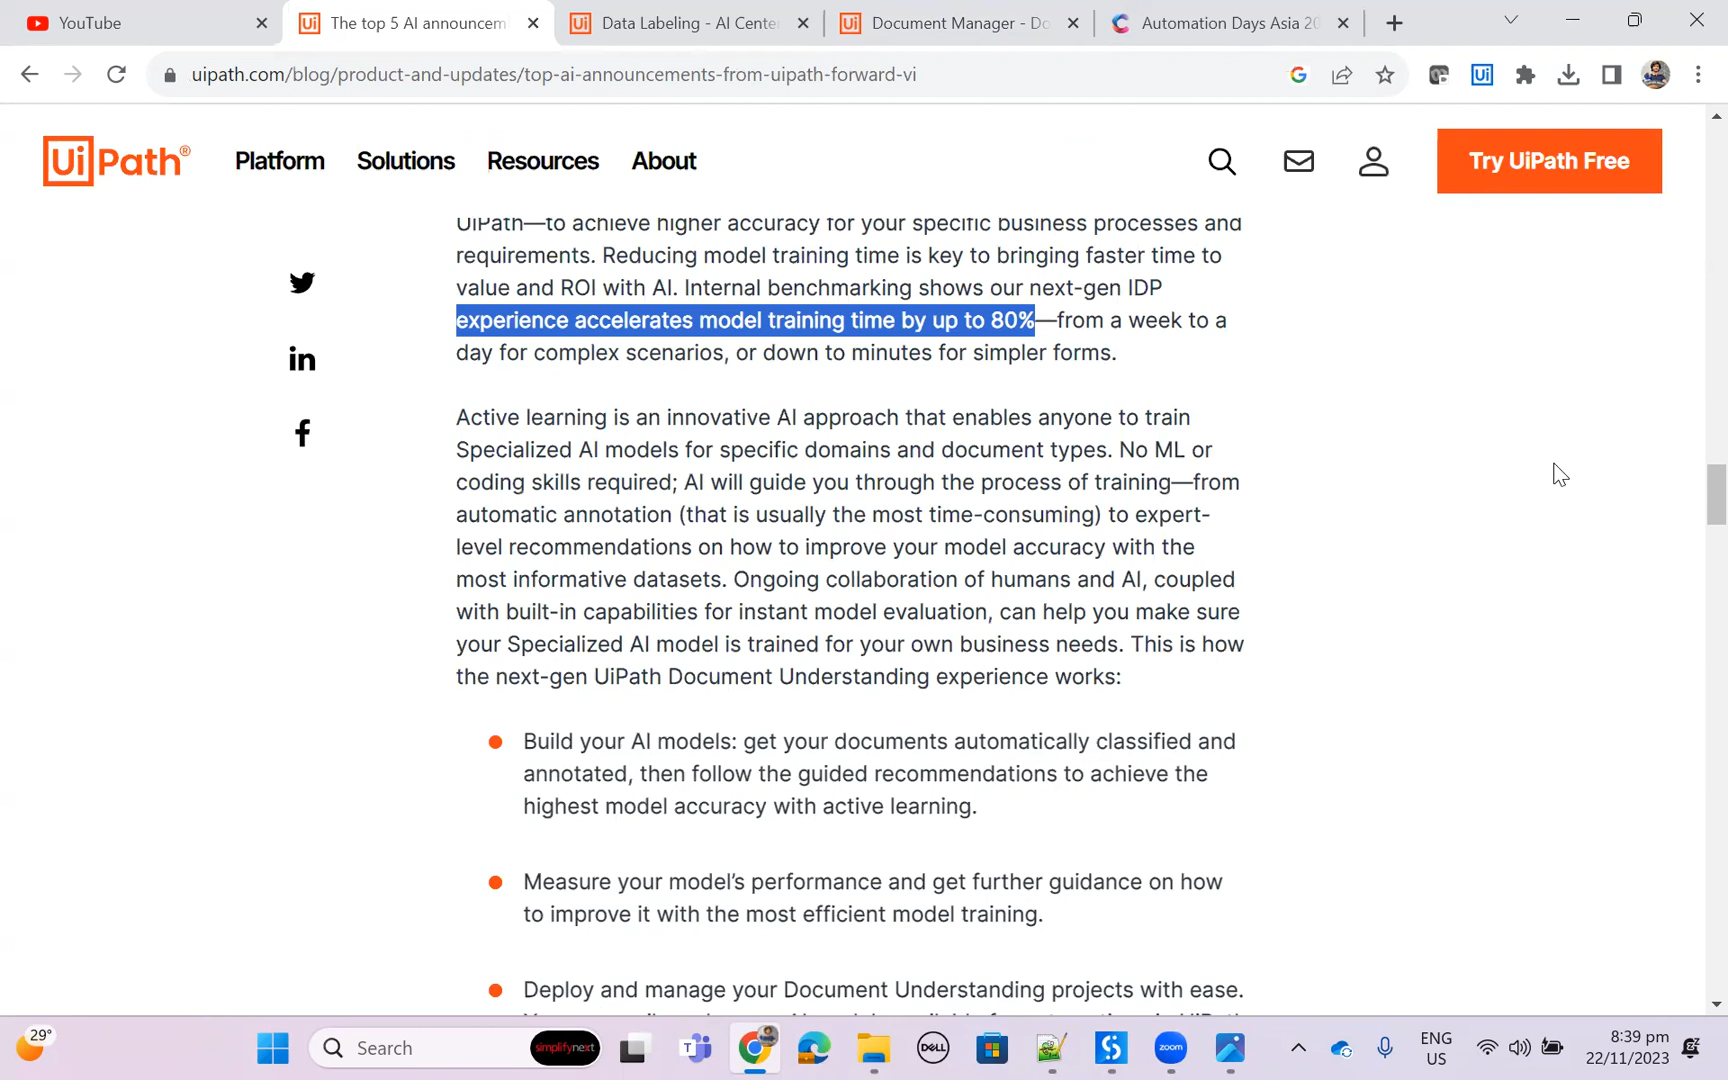 YouTube
The top 5 AI announcem
Data Labeling - AI Cente
Document Manager - Do
Automation Days Asia 20
uipath.com/blog/product-and-updates/top-ai-announcements-from-uipath-forward-vi
UiPath®
Platform
Solutions
Resources
About
Try UiPath Free
UiPath—to achieve higher accuracy for your specific business processes and
requirements. Reducing model training time is key to bringing faster time to
value and ROI with AI. Internal benchmarking shows our next-gen IDP
experience accelerates model training time by up to 80%—from a week to a
day for complex scenarios, or down to minutes for simpler forms.
Active learning is an innovative AI approach that enables anyone to train
Specialized AI models for specific domains and document types. No ML or
coding skills required; AI will guide you through the process of training—from
automatic annotation (that is usually the most time-consuming) to expert-
level recommendations on how to improve your model accuracy with the
most informative datasets. Ongoing collaboration of humans and AI, coupled
with built-in capabilities for instant model evaluation, can help you make sure
your Specialized AI model is trained for your own business needs. This is how
the next-gen UiPath Document Understanding experience works:
Build your AI models: get your documents automatically classified and
annotated, then follow the guided recommendations to achieve the
highest model accuracy with active learning.
Measure your model's performance and get further guidance on how
to improve it with the most efficient model training.
Deploy and manage your Document Understanding projects with ease.
29°
Search
simplifynext
DELL
zoom
ENG
US
8:39 pm
22/11/2023